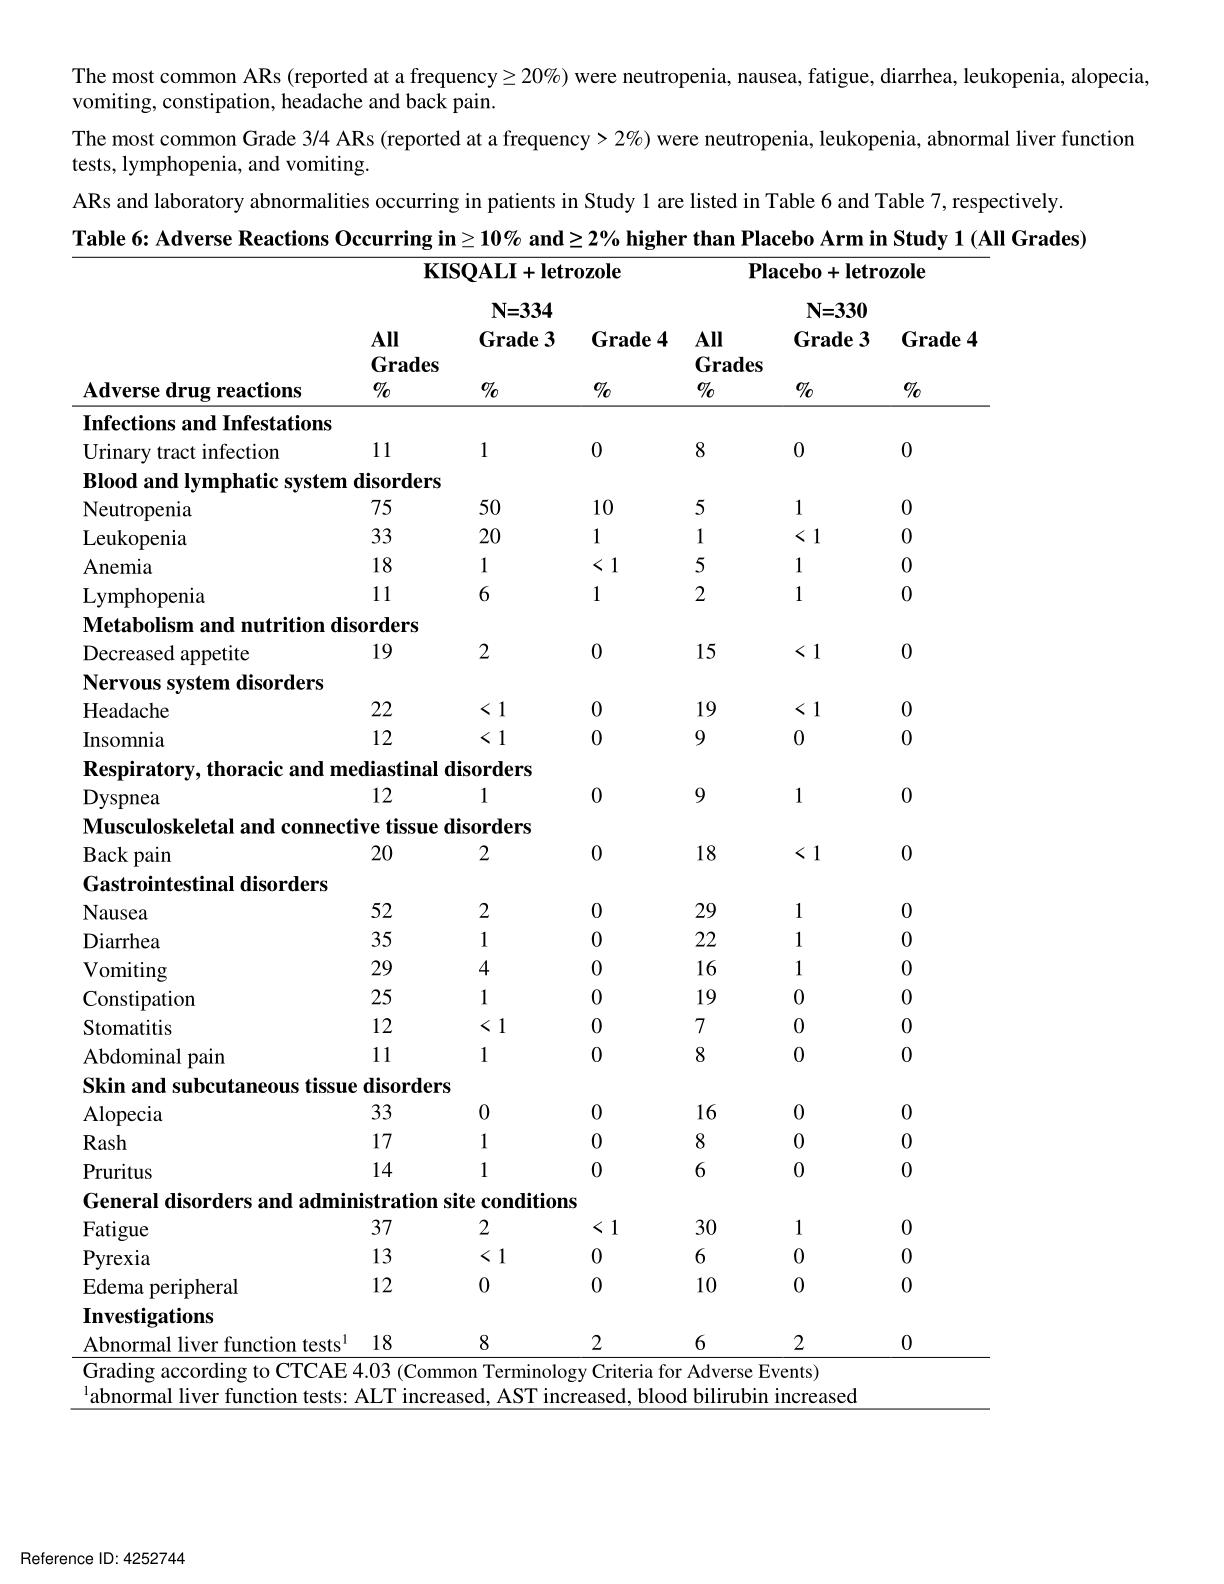 The most common ARs (reported at a frequency ≥ 20%) were neutropenia, nausea, fatigue, diarrhea, leukopenia, alopecia,
vomiting, constipation, headache and back pain.
The most common Grade 3/4 ARs (reported at a frequency > 2%) were neutropenia, leukopenia, abnormal liver function
tests, lymphopenia, and vomiting.
ARs and laboratory abnormalities occurring in patients in Study 1 are listed in Table 6 and Table 7, respectively.
Table 6: Adverse Reactions Occurring in ≥ 10% and ≥ 2% higher than Placebo Arm in Study 1 (All Grades)
KISQALI + letrozole Placebo + letrozole
N=334 N=330
All Grade 3 Grade 4 All Grade 3 Grade 4
Grades Grades
Adverse drug reactions % % % % % %
Infections and Infestations
Urinary tract infection 11 1 0 8 0 0
Blood and lymphatic system disorders
Neutropenia 75 50 10 5 1 0
Leukopenia 33 20 1 1 < 1 0
Anemia 18 1 < 1 5 1 0
Lymphopenia 11 6 1 2 1 0
Metabolism and nutrition disorders
Decreased appetite 19 2 0 15 < 1 0
Nervous system disorders
Headache 22 < 1 0 19 < 1 0
Insomnia 12 < 1 0 9 0 0
Respiratory, thoracic and mediastinal disorders
Dyspnea 12 1 0 9 1 0
Musculoskeletal and connective tissue disorders
Back pain 20 2 0 18 < 1 0
Gastrointestinal disorders
Nausea 52 2 0 29 1 0
Diarrhea 35 1 0 22 1 0
Vomiting 29 4 0 16 1 0
Constipation 25 1 0 19 0 0
Stomatitis 12 < 1 0 7 0 0
Abdominal pain 11 1 0 8 0 0
Skin and subcutaneous tissue disorders
Alopecia 33 0 0 16 0 0
Rash 17 1 0 8 0 0
Pruritus 14 1 0 6 0 0
General disorders and administration site conditions
Fatigue 37 2 < 1 30 1 0
Pyrexia 13 < 1 0 6 0 0
Edema peripheral 12 0 0 10 0 0
Investigations
Abnormal liver function tests¹ 18 8 2 6 2 0
Grading according to CTCAE 4.03 (Common Terminology Criteria for Adverse Events)
¹abnormal liver function tests: ALT increased, AST increased, blood bilirubin increased
Reference ID: 4252744